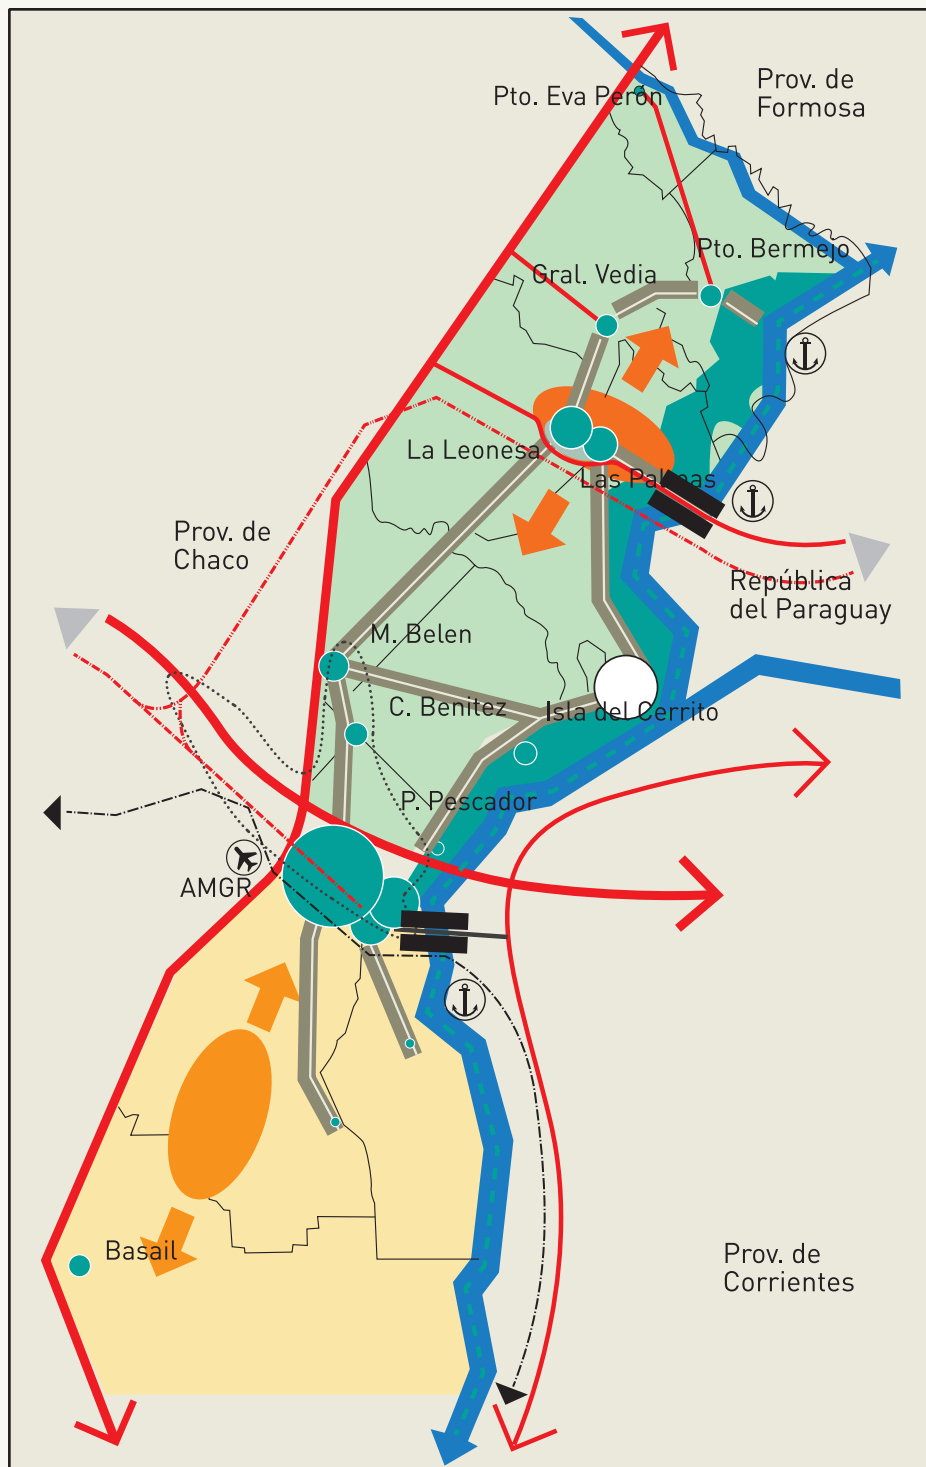 Prov. de
Formosa
Pto. Eva Perón
Pto. Bermejo
Gral. Vedia
La Leonesa
Las Palmas
Prov. de
Chaco
República
del Paraguay
M. Belen
C. Benitez
Isla del Cerrito
P. Pescador
AMGR
Basail
Prov. de
Corrientes